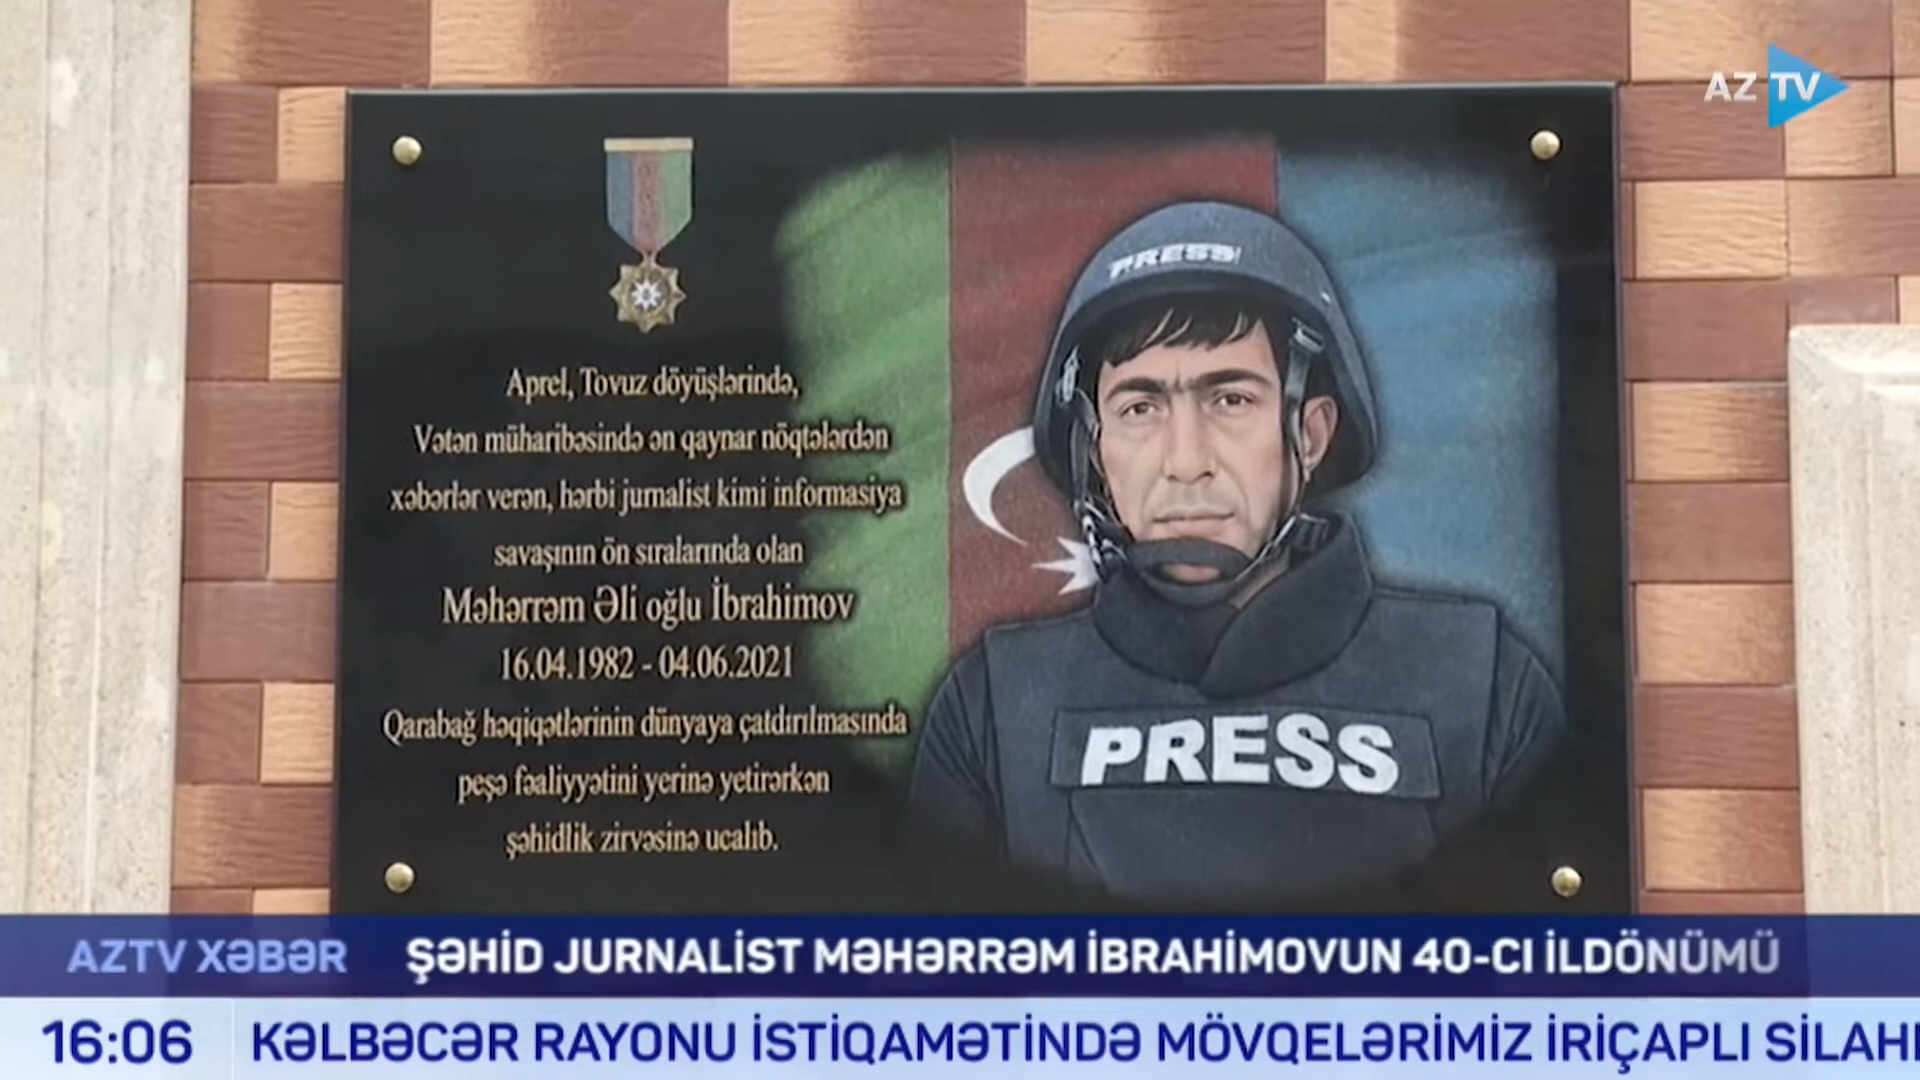 AZTV
Aprel, Tovuz döyüşlərində,
Vətən müharibəsində ən qaynar nöqtələrdən
xəbərlər verən, hərbi jurnalist kimi informasiya
savaşının ön sıralarında olan
Məhərrəm Əli oğlu İbrahimov
16.04.1982 - 04.06.2021
Qarabağ həqiqətlərinin dünyaya çatdırılmasında
peşə fəaliyyətini yerinə yetirərkən
şəhidlik zirvəsinə ucalıb.
PRESS
PRESS
AZTV XƏBƏR ŞƏHİD JURNALİST MƏHƏRRƏM İBRAHİMOVUN 40-CI İLDÖNÜMÜ
16:06 KƏLBƏCƏR RAYONU İSTİQAMƏTİNDƏ MÖVQELƏRİMİZ İRİÇAPLI SİLAHL